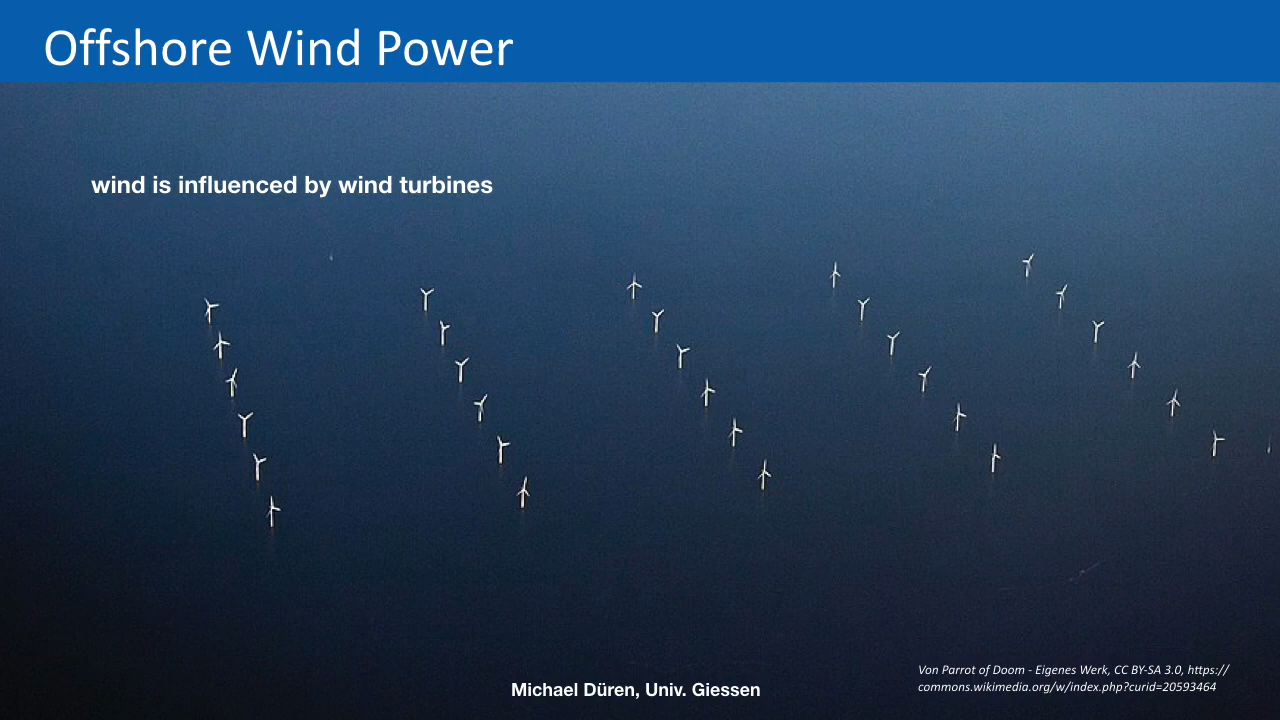 Offshore Wind Power
wind is influenced by wind turbines
Von Parrot of Doom - Eigenes Werk, CC BY-SA 3.0, https://
commons.wikimedia.org/w/index.php?curid=20593464
Michael Düren, Univ. Giessen